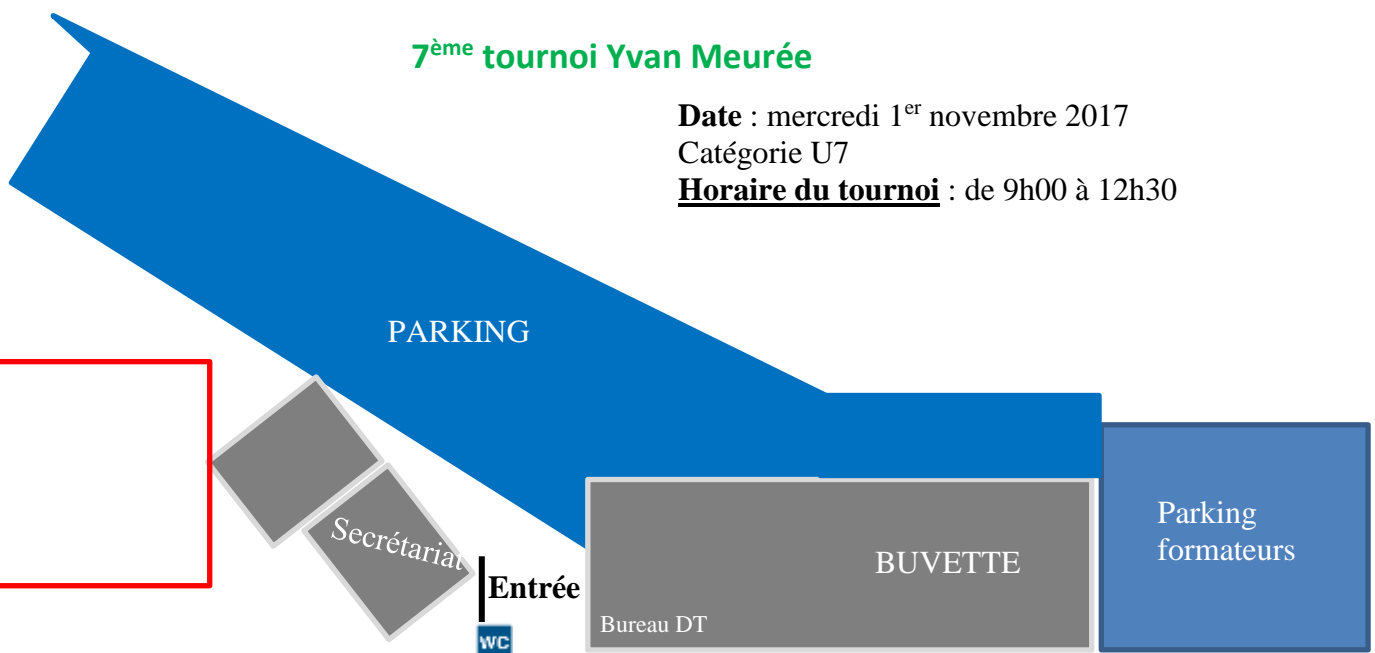 7ème tournoi Yvan Meurée
Date : mercredi 1er novembre 2017
Catégorie U7
Horaire du tournoi : de 9h00 à 12h30
PARKING
Secrétariat
Entrée
WC
Bureau DT
BUVETTE
Parking
formateurs